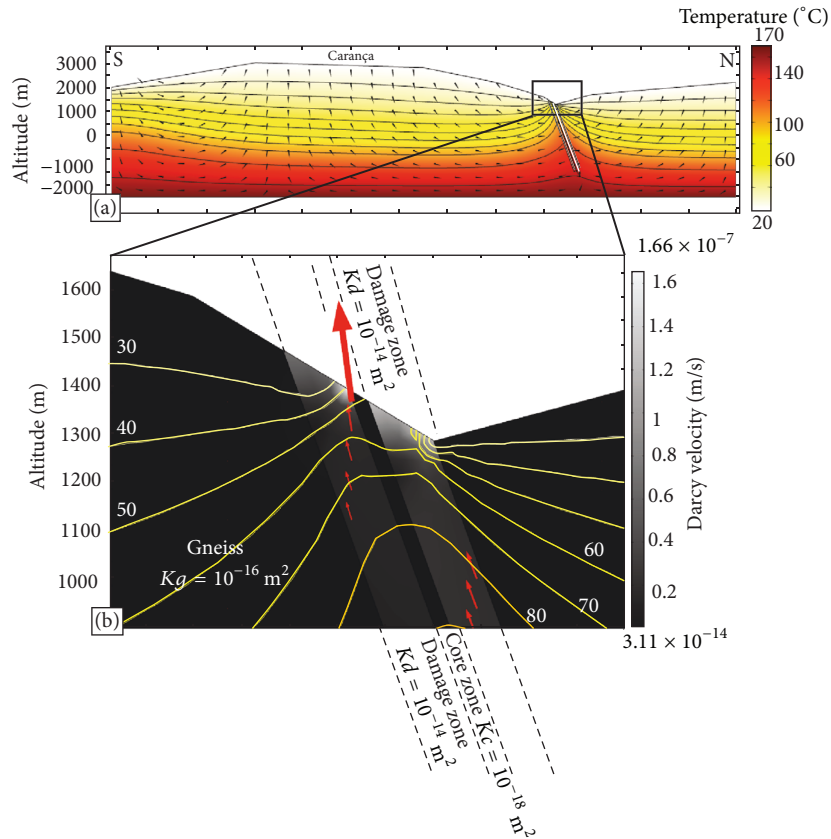 Temperature (°C)
S
Carança
N
170
140
100
60
20
3000
2000
1000
0
−1000
−2000
Altitude (m)
(a)
1.66 × 10⁻⁷
1600
1500
1400
1300
1200
1100
1000
Altitude (m)
30
40
50
60
70
80
Damage zone
Kd = 10⁻¹⁴ m²
Gneiss
Kg = 10⁻¹⁶ m²
(b)
1.6
1.4
1.2
1
0.8
0.6
0.4
0.2
Darcy velocity (m/s)
3.11 × 10⁻¹⁴
Core zone Kc = 10⁻¹⁸ m²
Damage zone
Kd = 10⁻¹⁴ m²